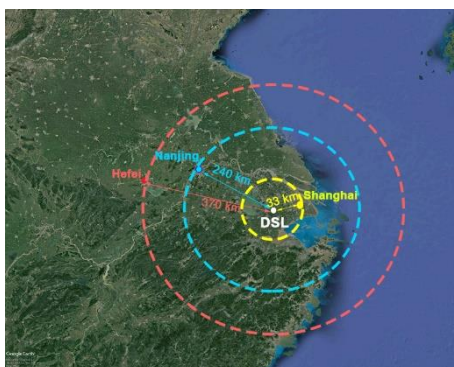 Nanjing
240 km
Hefei
370 km
33 km
Shanghai
DSL
Google Earth